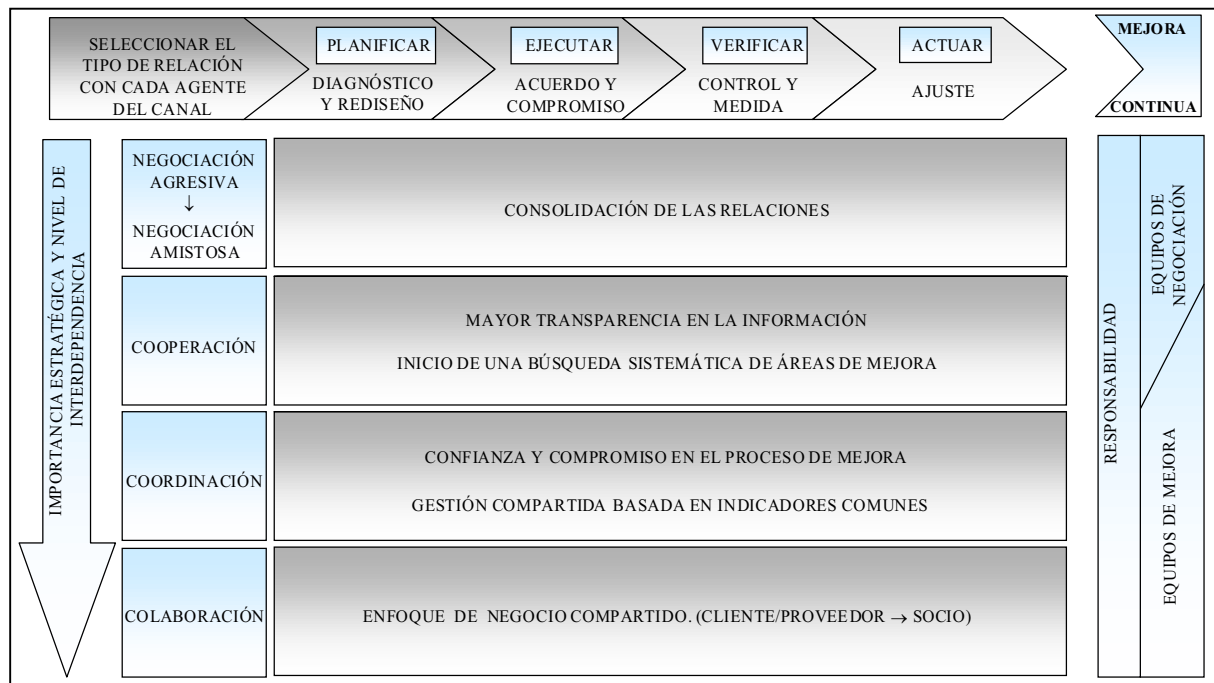 SELECCIONAR EL
TIPO DE RELACIÓN
CON CADA AGENTE
DEL CANAL
PLANIFICAR
DIAGNÓSTICO
Y REDISEÑO
EJECUTAR
ACUERDO Y
COMPROMISO
VERIFICAR
CONTROL Y
MEDIDA
ACTUAR
AJUSTE
MEJORA
CONTINUA
IMPORTANCIA ESTRATÉGICA Y NIVEL DE
INTERDEPENDENCIA
NEGOCIACIÓN
AGRESIVA
↓
NEGOCIACIÓN
AMISTOSA
CONSOLIDACIÓN DE LAS RELACIONES
COOPERACIÓN
MAYOR TRANSPARENCIA EN LA INFORMACIÓN
INICIO DE UNA BÚSQUEDA SISTEMÁTICA DE ÁREAS DE MEJORA
COORDINACIÓN
CONFIANZA Y COMPROMISO EN EL PROCESO DE MEJORA
GESTIÓN COMPARTIDA BASADA EN INDICADORES COMUNES
COLABORACIÓN
ENFOQUE DE NEGOCIO COMPARTIDO. (CLIENTE/PROVEEDOR → SOCIO)
RESPONSABILIDAD
EQUIPOS DE
NEGOCIACIÓN
EQUIPOS DE MEJORA